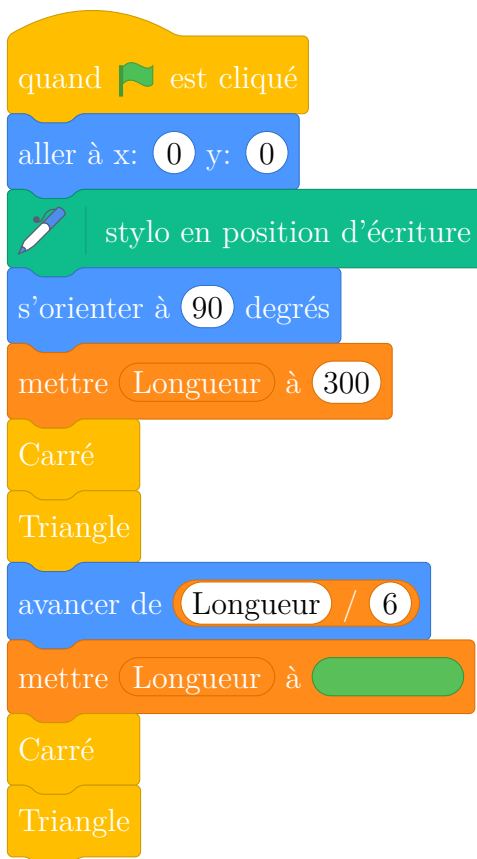 quand est cliqué
aller à x: 0 y: 0
stylo en position d'écriture
s'orienter à 90 degrés
mettre Longueur à 300
Carré
Triangle
avancer de Longueur / 6
mettre Longueur à
Carré
Triangle